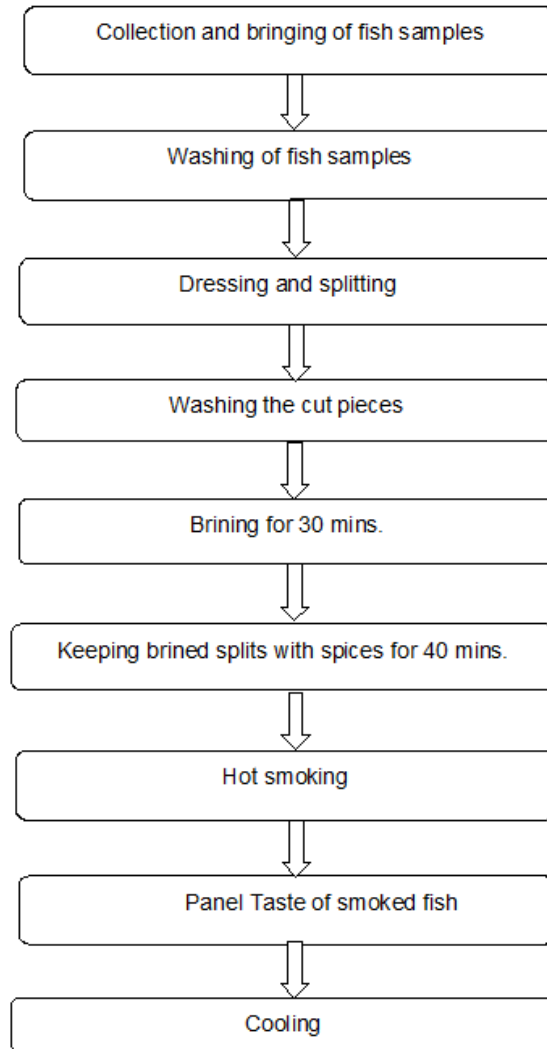 Collection and bringing of fish samples
Washing of fish samples
Dressing and splitting
Washing the cut pieces
Brining for 30 mins.
Keeping brined splits with spices for 40 mins.
Hot smoking
Panel Taste of smoked fish
Cooling